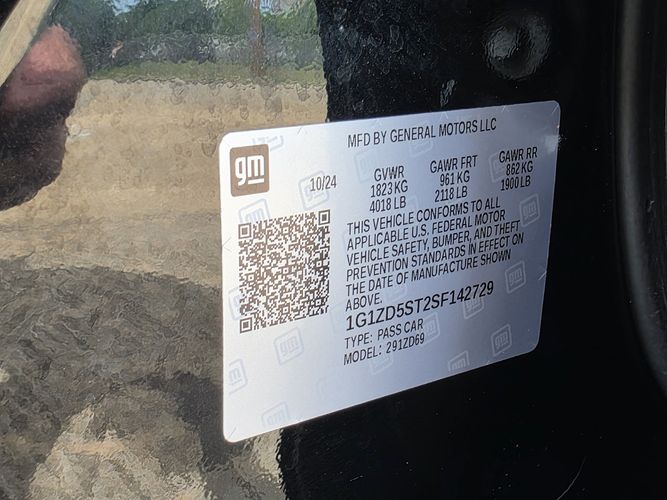 MFD BY GENERAL MOTORS LLC
gm
10/24
GVWR
1823 KG
4018 LB
GAWR FRT
961 KG
2118 LB
GAWR RR
862 KG
1900 LB
THIS VEHICLE CONFORMS TO ALL
APPLICABLE U.S. FEDERAL MOTOR
VEHICLE SAFETY, BUMPER, AND THEFT
PREVENTION STANDARDS IN EFFECT ON
THE DATE OF MANUFACTURE SHOWN
ABOVE.
1G1ZD5ST2SF142729
TYPE: PASS CAR
MODEL: 291ZD69